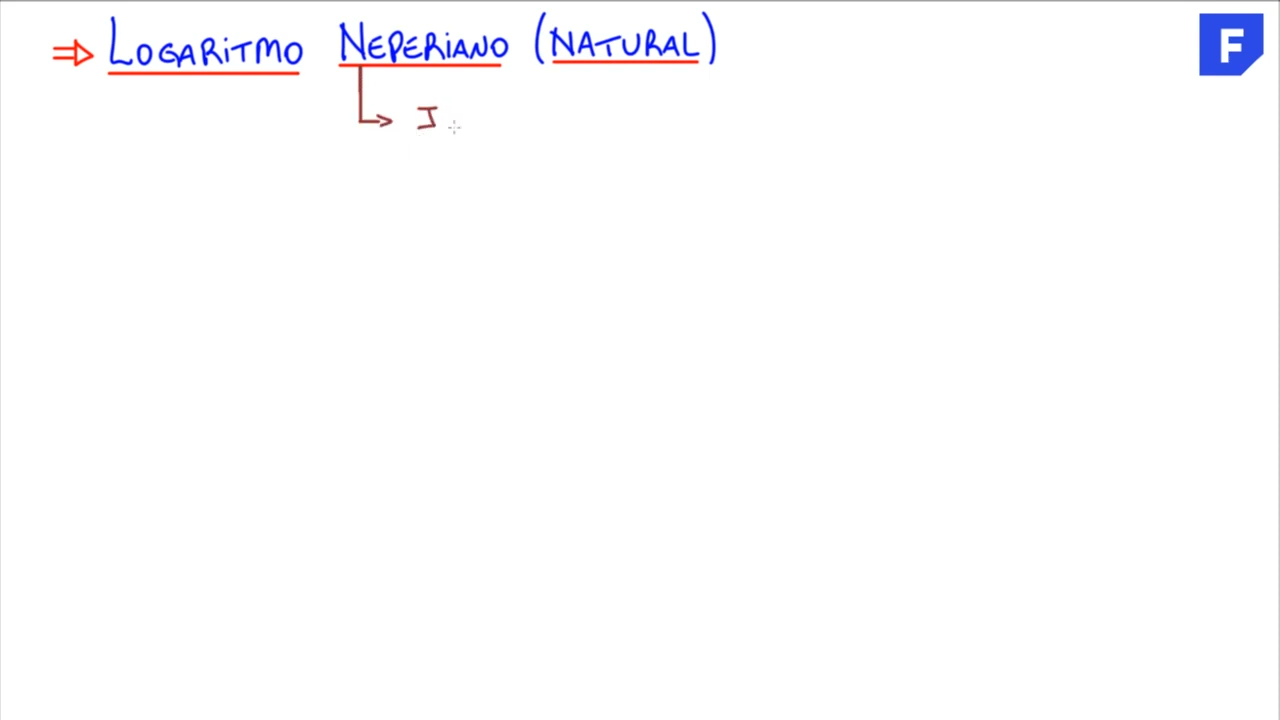 ⇒ LOGARiTMO NEPERiANO (NATURAL)
F
↳ J